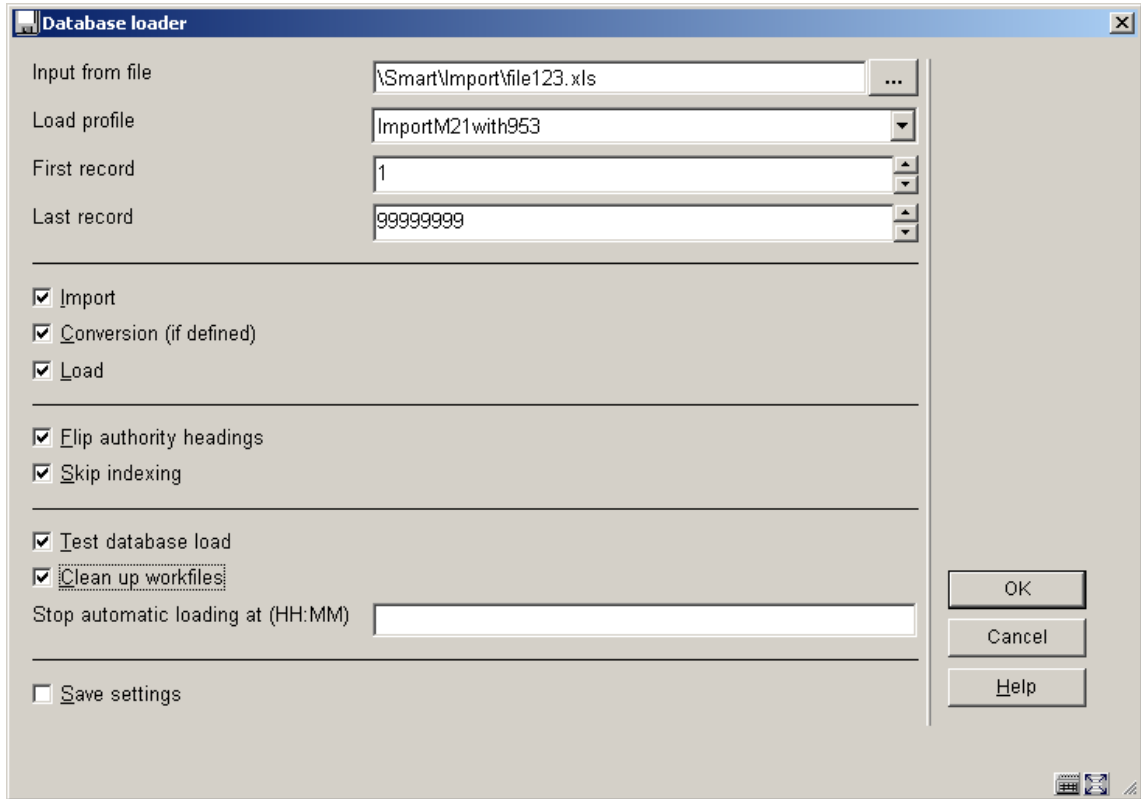 Database loader
Input from file \Smart\Import\file123.xls ...
Load profile ImportM21with953
First record 1
Last record 99999999
Import
Conversion (if defined)
Load
Flip authority headings
Skip indexing
Test database load
Clean up workfiles
OK
Stop automatic loading at (HH:MM)
Cancel
Save settings
Help